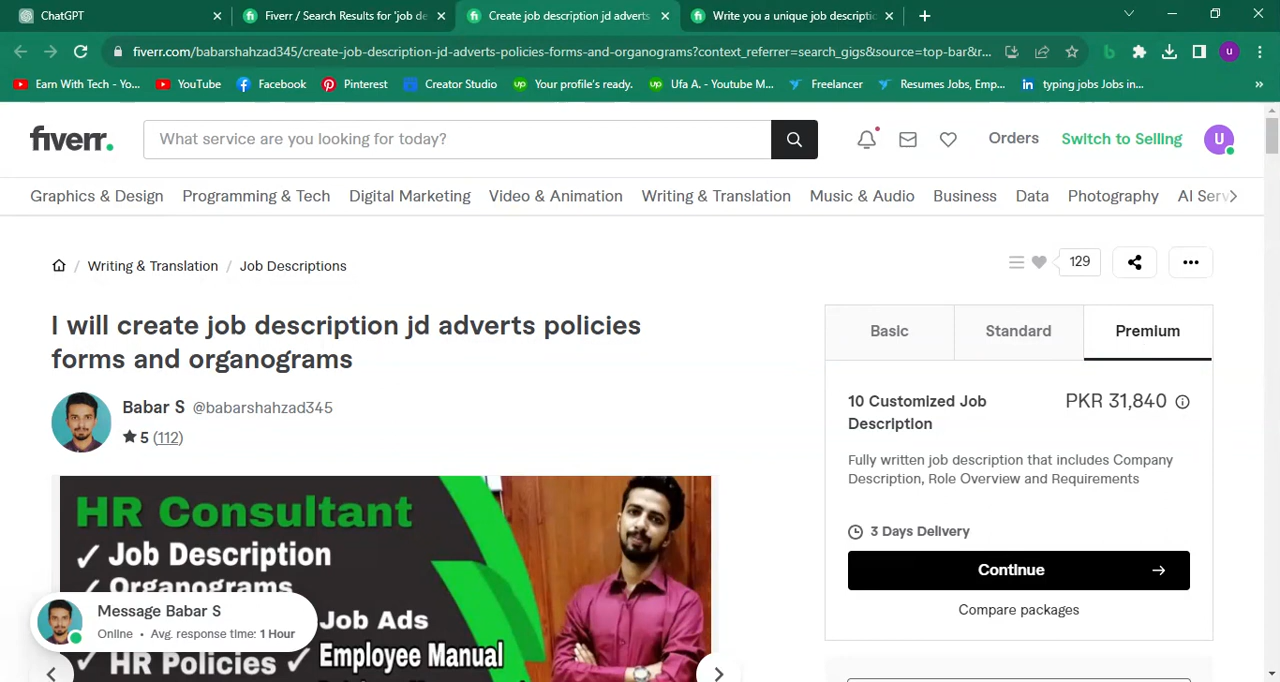 ChatGPT
Fiverr / Search Results for 'job de
Create job description jd adverts
Write you a unique job descriptio
fiverr.com/babarshahzad345/create-job-description-jd-adverts-policies-forms-and-organograms?context_referrer=search_gigs&source=top-bar&r...
Earn With Tech - Yo...
YouTube
Facebook
Pinterest
Creator Studio
Your profile's ready.
Ufa A. - Youtube M...
Freelancer
Resumes Jobs, Emp...
typing jobs Jobs in...
»
fiverr.
What service are you looking for today?
Orders
Switch to Selling
U
Graphics & Design
Programming & Tech
Digital Marketing
Video & Animation
Writing & Translation
Music & Audio
Business
Data
Photography
AI Serv
/ Writing & Translation / Job Descriptions
129
I will create job description jd adverts policies
forms and organograms
Babar S @babarshahzad345
5 (112)
Basic
Standard
Premium
10 Customized Job
Description
PKR 31,840
Fully written job description that includes Company
Description, Role Overview and Requirements
3 Days Delivery
Continue
Compare packages
HR Consultant
✓ Job Description
✓ Organograms
Job Ads
✓ HR Policies ✓ Employee Manual
Message Babar S
Online • Avg. response time: 1 Hour